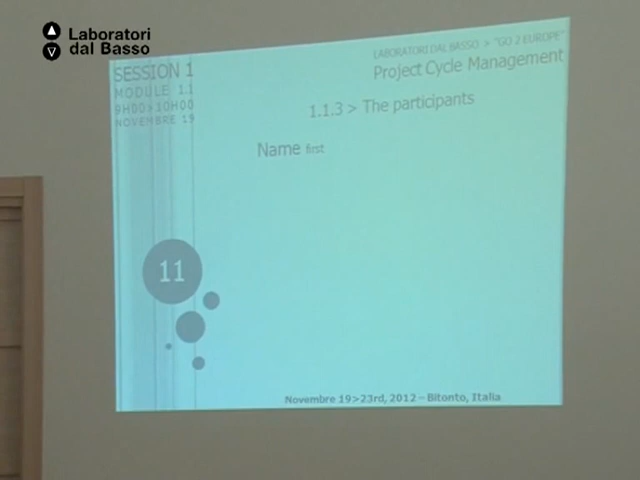 Laboratori
dal Basso
SESSION 1
MODULE 1.1
9H00>10H00
NOVEMBRE 19
LABORATORI DAL BASSO > "GO 2 EUROPE"
Project Cycle Management
1.1.3 > The participants
Name first
11
Novembre 19>23rd, 2012 – Bitonto, Italia